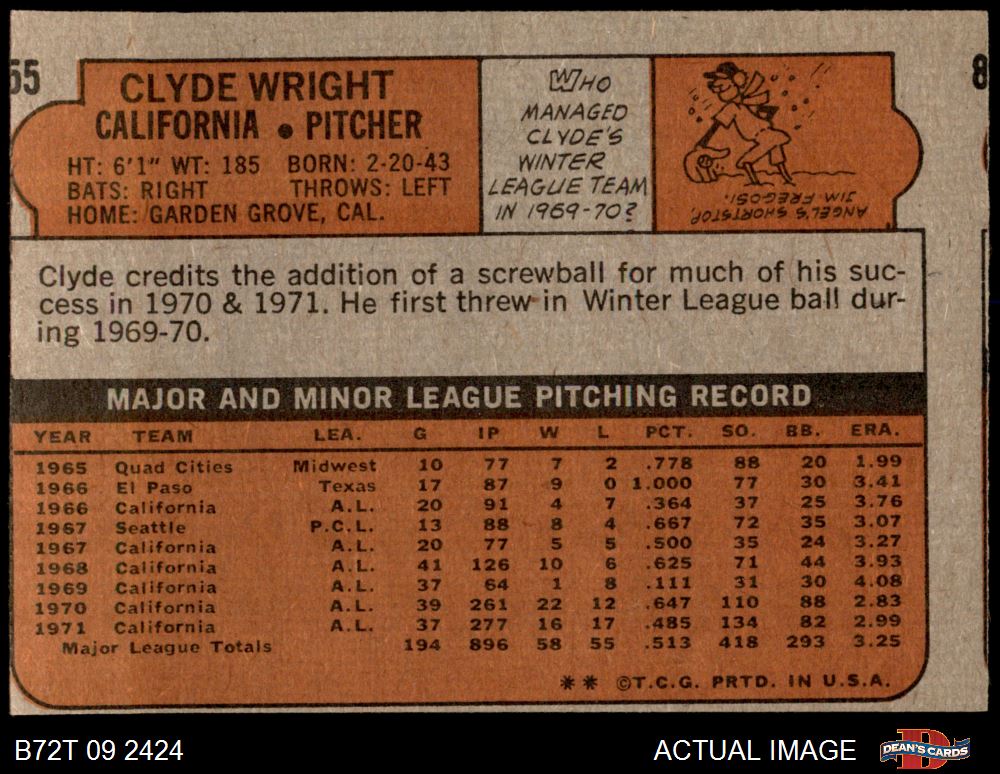 55
8
CLYDE WRIGHT
CALIFORNIA • PITCHER
HT: 6'1" WT: 185 BORN: 2-20-43
BATS: RIGHT THROWS: LEFT
HOME: GARDEN GROVE, CAL.
WHO
MANAGED
CLYDE'S
WINTER
LEAGUE TEAM
IN 1969-70?
ANGEL'S SHORTSTOP,
JIM FREGOSI.
Clyde credits the addition of a screwball for much of his suc-
cess in 1970 & 1971. He first threw in Winter League ball dur-
ing 1969-70.
MAJOR AND MINOR LEAGUE PITCHING RECORD
YEAR TEAM LEA. G IP W L PCT. SO. BB. ERA.
1965 Quad Cities Midwest 10 77 7 2 .778 88 20 1.99
1966 El Paso Texas 17 87 9 0 1.000 77 30 3.41
1966 California A.L. 20 91 4 7 .364 37 25 3.76
1967 Seattle P.C.L. 13 88 8 4 .667 72 35 3.07
1967 California A.L. 20 77 5 5 .500 35 24 3.27
1968 California A.L. 41 126 10 6 .625 71 44 3.93
1969 California A.L. 37 64 1 8 .111 31 30 4.08
1970 California A.L. 39 261 22 12 .647 110 88 2.83
1971 California A.L. 37 277 16 17 .485 134 82 2.99
Major League Totals 194 896 58 55 .513 418 293 3.25
** ©T.C.G. PRTD. IN U.S.A.
B72T 09 2424
ACTUAL IMAGE
DEAN'S CARDS